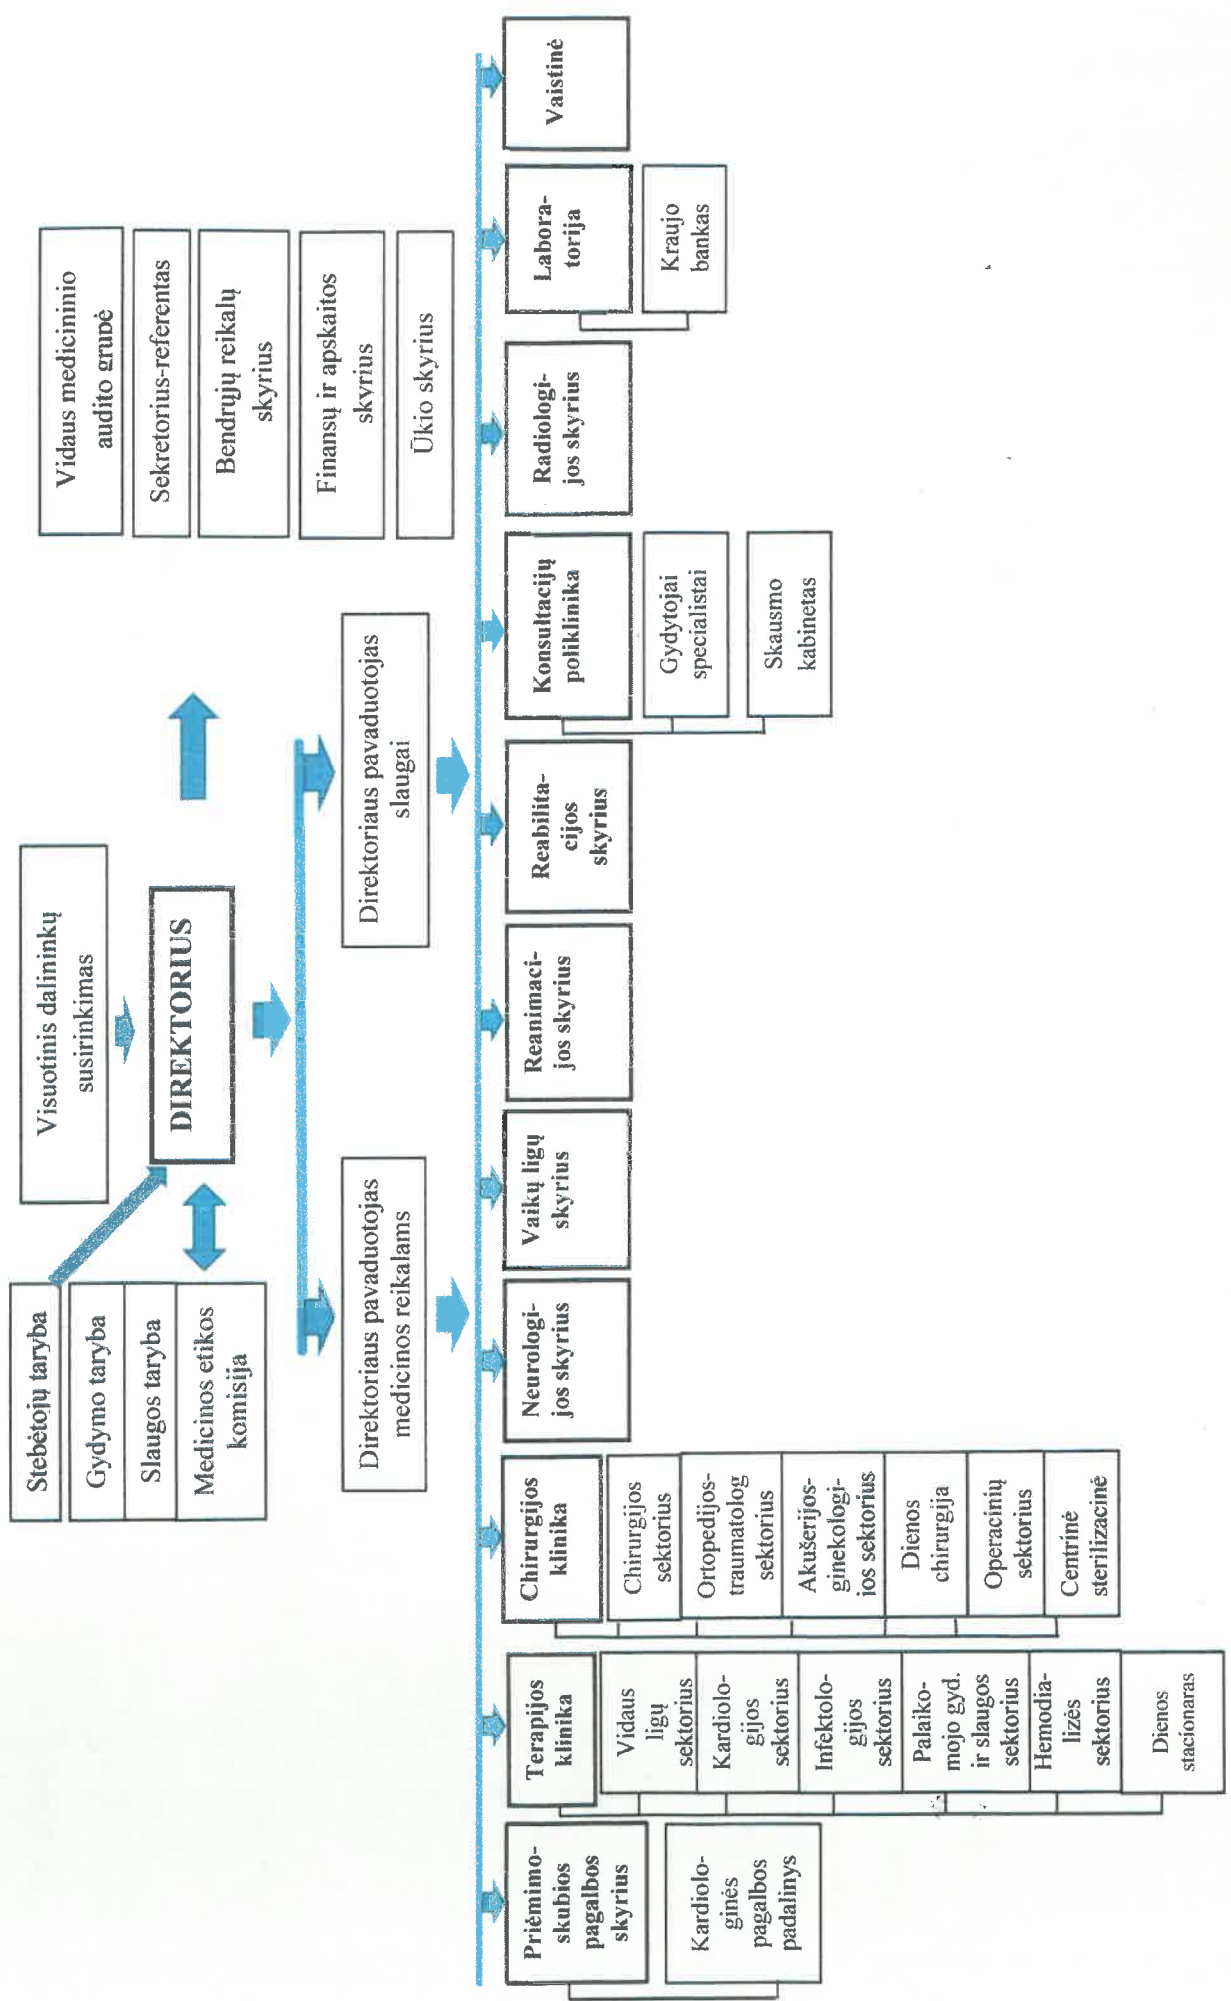 Visuotinis dalininkų
susirinkimas
Stebėtojų taryba
Gydymo taryba
Slaugos taryba
Medicinos etikos
komisija
DIREKTORIUS
Vidaus medicininio
audito grupė
Sekretorius-referentas
Bendrųjų reikalų
skyrius
Finansų ir apskaitos
skyrius
Ūkio skyrius
Direktoriaus pavaduotojas
medicinos reikalams
Direktoriaus pavaduotojas
slaugai
Priėmimo-
skubios
pagalbos
skyrius
Kardiolo-
ginės
pagalbos
padalinys
Terapijos
klinika
Vidaus
ligų
sektorius
Kardiolo-
gijos
sektorius
Infektolo-
gijos
sektorius
Palaiko-
mojo gyd.
ir slaugos
sektorius
Hemodia-
lizės
sektorius
Dienos
stacionaras
Chirurgijos
klinika
Chirurgijos
sektorius
Ortopedijos-
traumatolog
sektorius
Akušerijos-
ginekologi-
jos sektorius
Dienos
chirurgija
Operacinių
sektorius
Centrinė
sterilizacinė
Neurologi-
jos skyrius
Vaikų ligų
skyrius
Reanimaci-
jos skyrius
Reabilita-
cijos
skyrius
Konsultacijų
poliklinika
Gydytojai
specialistai
Skausmo
kabinetas
Radiologi-
jos skyrius
Labora-
torija
Kraujo
bankas
Vaistinė